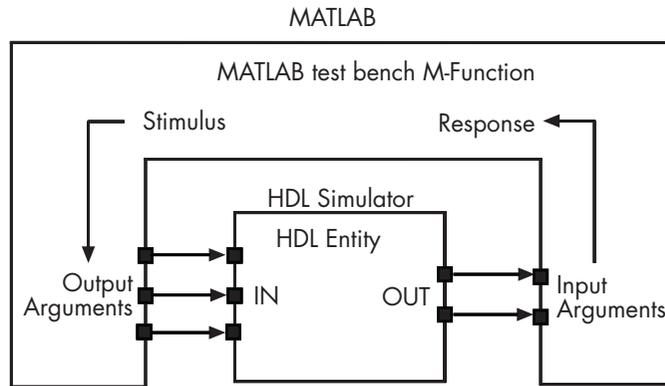 MATLAB
MATLAB test bench M-Function
Stimulus
Response
HDL Simulator
HDL Entity
Output
Arguments
IN
OUT
Input
Arguments